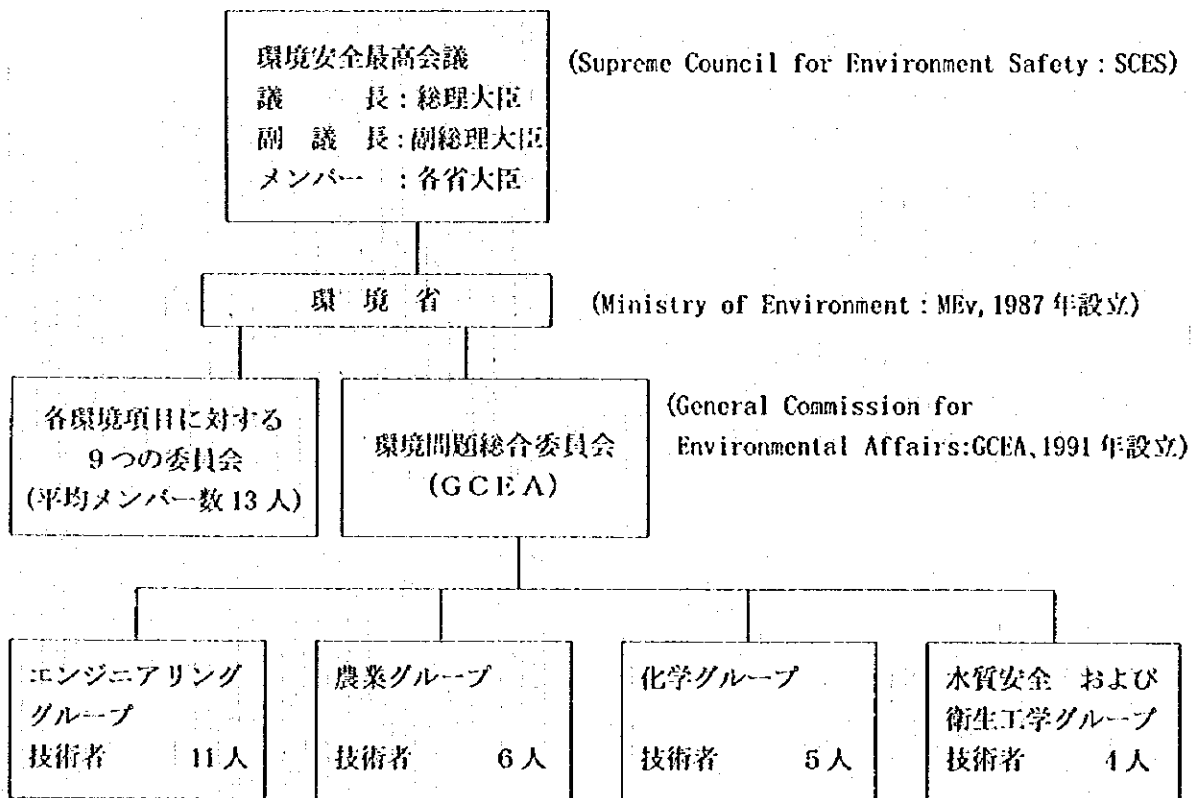 環境安全最高会議
議　　長：総理大臣
副　議　長：副総理大臣
メンバー　：各省大臣
(Supreme Council for Environment Safety : SCES)
環　境　省
(Ministry of Environment : MEv, 1987 年設立)
各環境項目に対する
9つの委員会
(平均メンバー数 13 人)
環境問題総合委員会
(GCEA)
(General Commission for
Environmental Affairs:GCEA、1991 年設立)
エンジニアリング
グループ
技術者　11人
農業グループ
技術者　6人
化学グループ
技術者　5人
水質安全　および
衛生工学グループ
技術者　4人